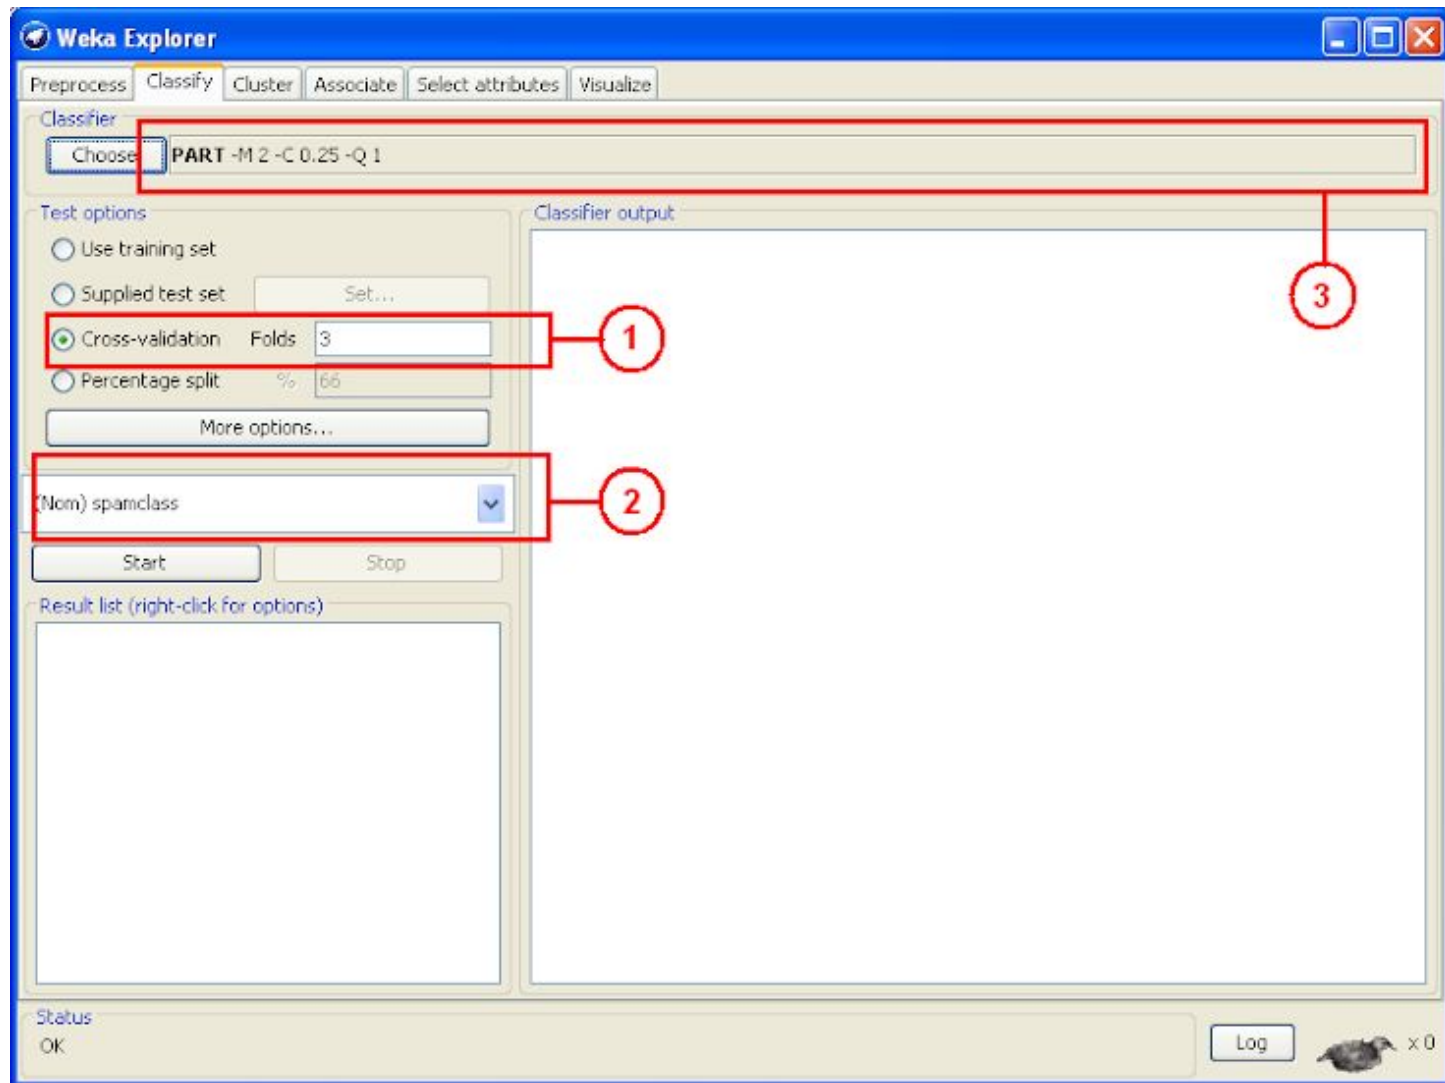 Weka Explorer
Preprocess Classify Cluster Associate Select attributes Visualize
Classifier
Choose PART -M 2 -C 0.25 -Q 1
3
Test options
Use training set
Supplied test set Set...
Cross-validation Folds 3
1
Percentage split % 66
More options...
(Nom) spamclass
2
Start Stop
Result list (right-click for options)
Classifier output
Status
OK
Log x 0